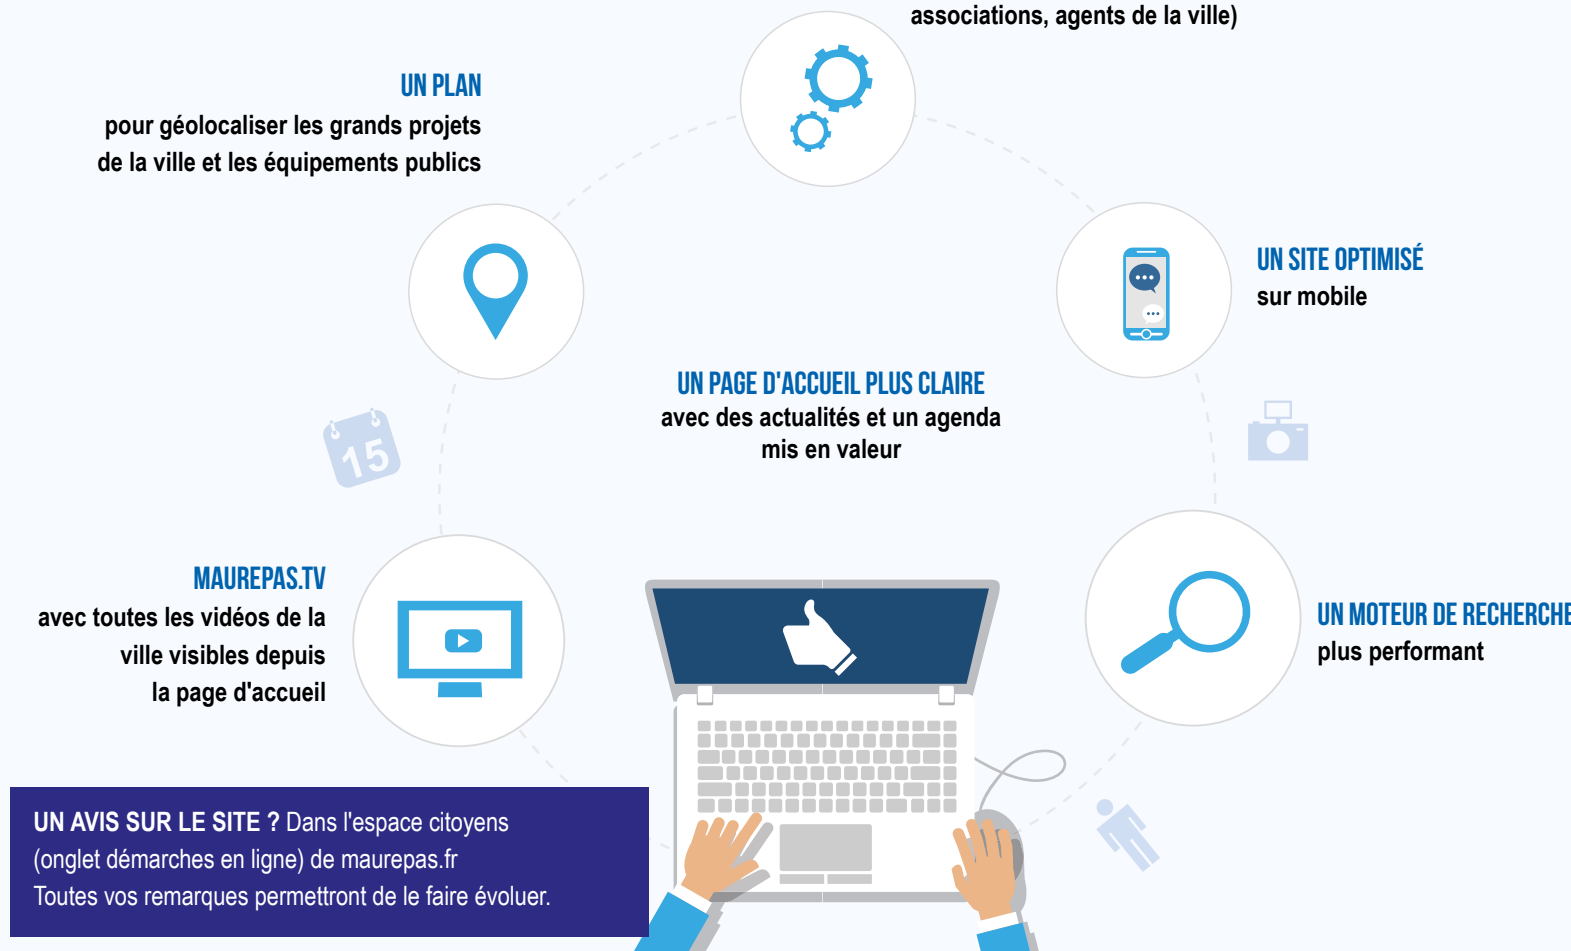 associations, agents de la ville)
UN PLAN
pour géolocaliser les grands projets
de la ville et les équipements publics
UN SITE OPTIMISÉ
sur mobile
UN PAGE D'ACCUEIL PLUS CLAIRE
avec des actualités et un agenda
mis en valeur
15
MAUREPAS.TV
avec toutes les vidéos de la
ville visibles depuis
la page d'accueil
UN MOTEUR DE RECHERCHE
plus performant
UN AVIS SUR LE SITE ? Dans l'espace citoyens
(onglet démarches en ligne) de maurepas.fr
Toutes vos remarques permettront de le faire évoluer.